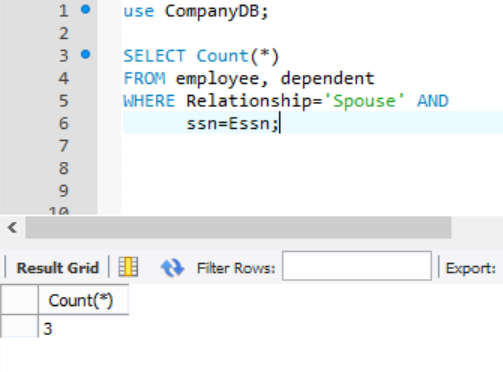 1 use CompanyDB;
2
3 SELECT Count(*)
4 FROM employee, dependent
5 WHERE Relationship='Spouse' AND
6 ssn=Essn;
7
8
9
10
Result Grid Filter Rows: Export:
Count(*)
3